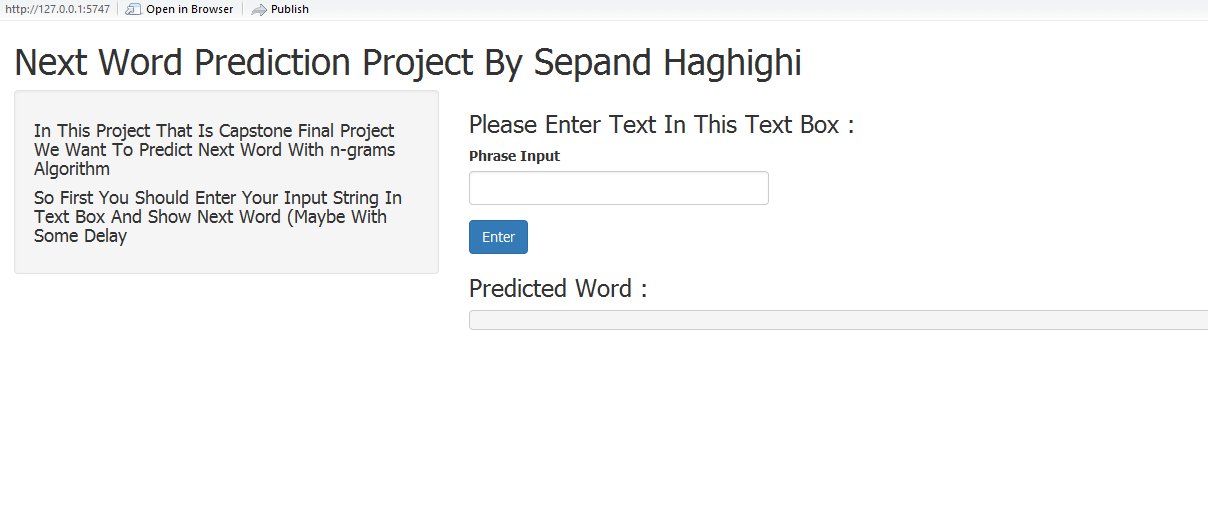 http://127.0.0.1:5747 Open in Browser Publish
Next Word Prediction Project By Sepand Haghighi
In This Project That Is Capstone Final Project
We Want To Predict Next Word With n-grams
Algorithm
So First You Should Enter Your Input String In
Text Box And Show Next Word (Maybe With
Some Delay
Please Enter Text In This Text Box :
Phrase Input
Enter
Predicted Word :